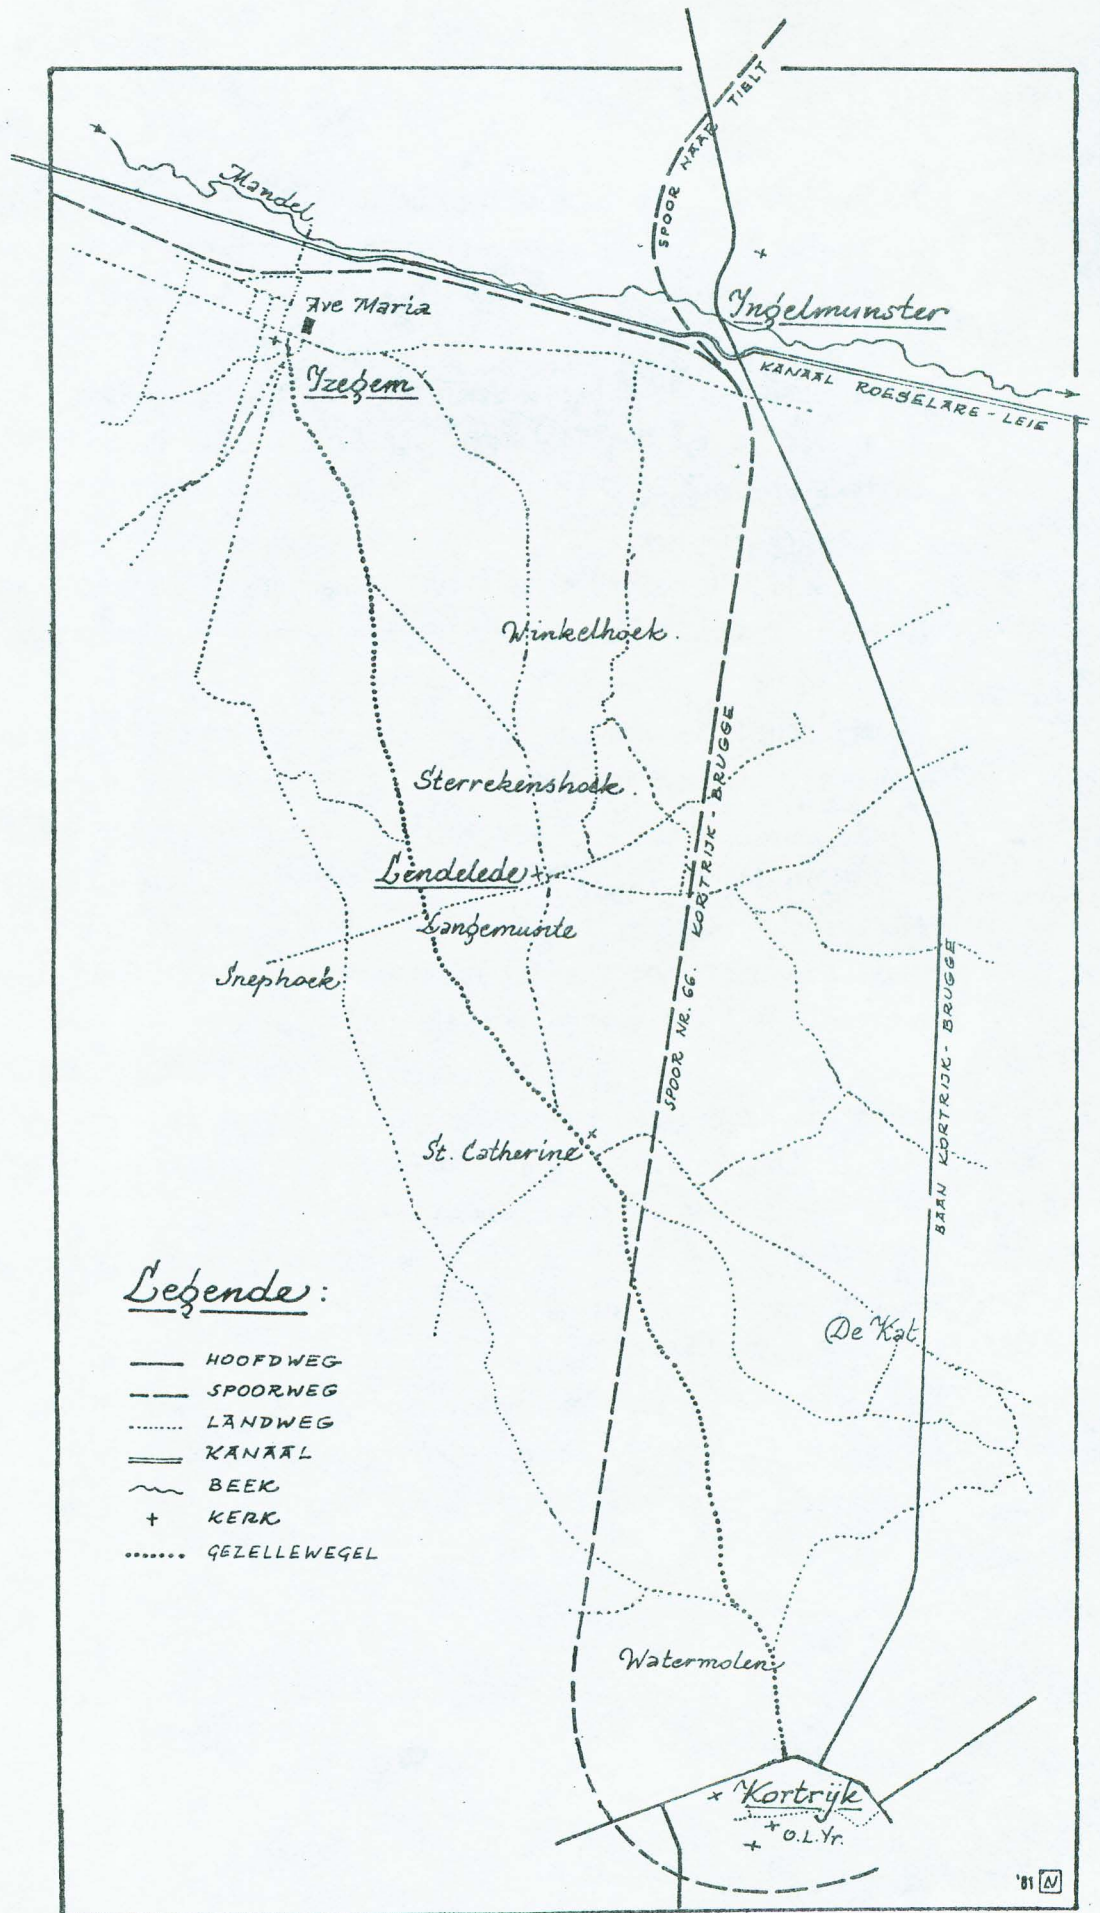 SPOOR NAAR TIELT
Mandel
Ave Maria
Ingelmunster
Izegem
KANAAL ROESELARE - LEIE
Winkelhoek.
Sterrekenshoek.
SPOOR NR. 66. KORTRIJK - BRUGGE
Lendelede
Langemunte
Snephoek
BAAN KORTRIJK - BRUGGE
St. Catherine
Legende:
HOOFDWEG
SPOORWEG
LANDWEG
KANAAL
BEEK
KERK
GEZELLEWEGEL
De Kat
Watermolen
Kortrijk
O.L.Vr.
'81 N